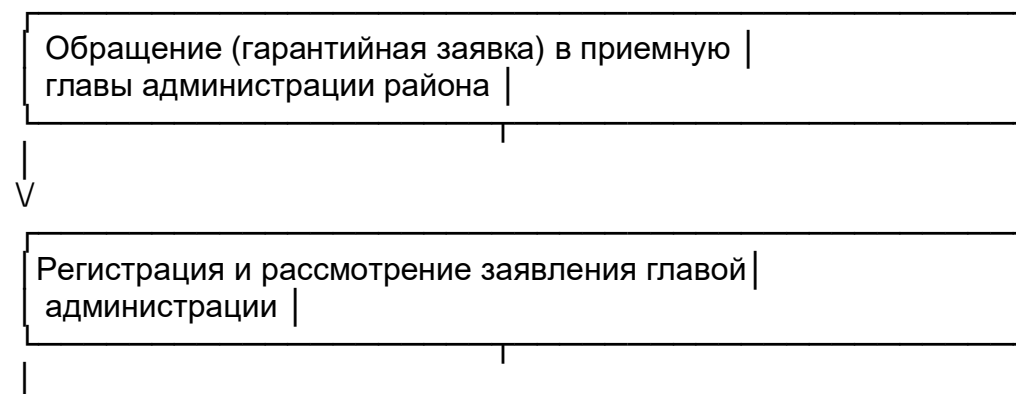 Обращение (гарантийная заявка) в приемную
главы администрации района
Регистрация и рассмотрение заявления главой
администрации